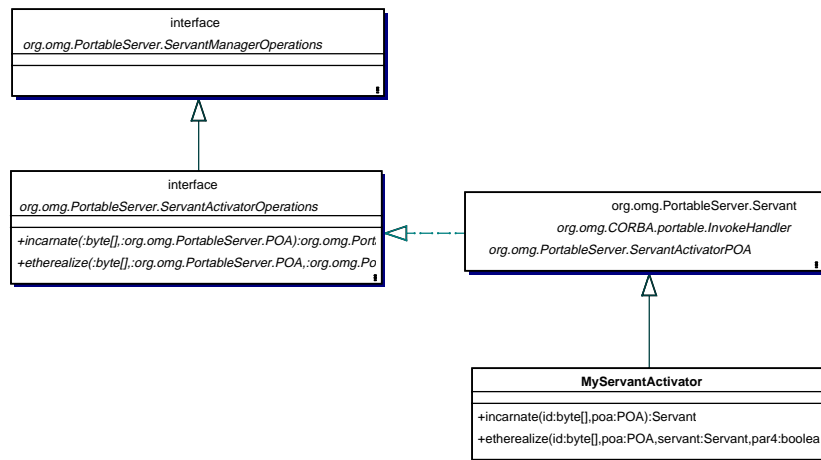 interface
org.omg.PortableServer.ServantManagerOperations
interface
org.omg.PortableServer.ServantActivatorOperations
+incarnate(:byte[],:org.omg.PortableServer.POA):org.omg.Port
+etherealize(:byte[],:org.omg.PortableServer.POA,:org.omg.Po
org.omg.PortableServer.Servant
org.omg.CORBA.portable.InvokeHandler
org.omg.PortableServer.ServantActivatorPOA
MyServantActivator
+incarnate(id:byte[],poa:POA):Servant
+etherealize(id:byte[],poa:POA,servant:Servant,par4:boolea